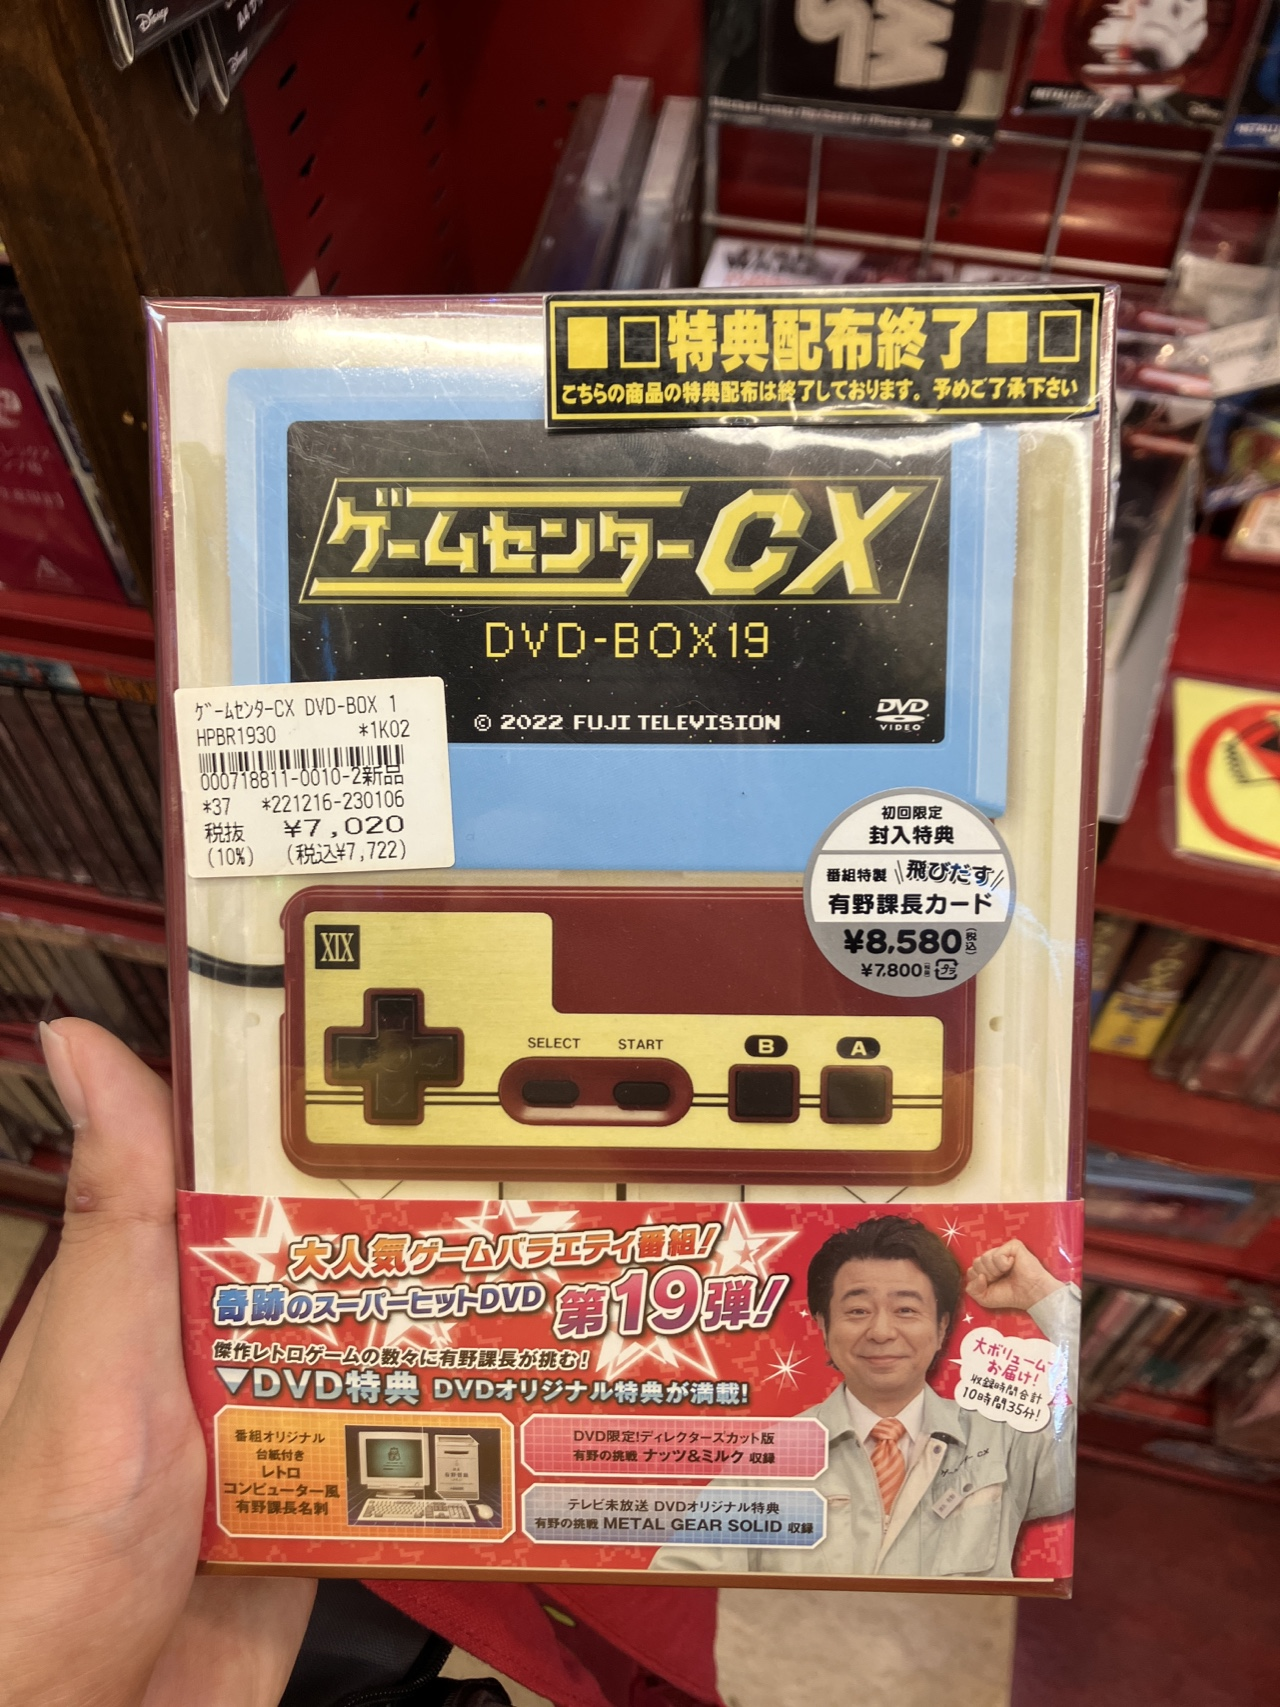 Disney
Disney
■□特典配布終了■□
こちらの商品の特典配布は終了しております。予めご了承下さい
ゲームセンターCX
DVD-BOX19
© 2022 FUJI TELEVISION
DVD
VIDEO
ゲームセンターCX DVD-BOX 1
HPBR1930 *1K02
000718811-0010-2新品
*37 *221216-230106
税抜 ¥7,020
(10%) (税込¥7,722)
初回限定
封入特典
番組特製 \\飛びだす//
有野課長カード
¥8,580(税込)
¥7,800(税抜) プラ
XIX
SELECT START B A
大人気ゲームバラエティ番組!
奇跡のスーパーヒットDVD 第19弾!
傑作レトロゲームの数々に有野課長が挑む!
▼DVD特典 DVDオリジナル特典が満載!
番組オリジナル
台紙付き
レトロ
コンピューター風
有野課長名刺
DVD限定!ディレクターズカット版
有野の挑戦 ナッツ&ミルク 収録
テレビ未放送 DVDオリジナル特典
有野の挑戦 METAL GEAR SOLID 収録
大ボリューム
お届け!
収録時間合計
10時間35分!
ゲームセンターCX